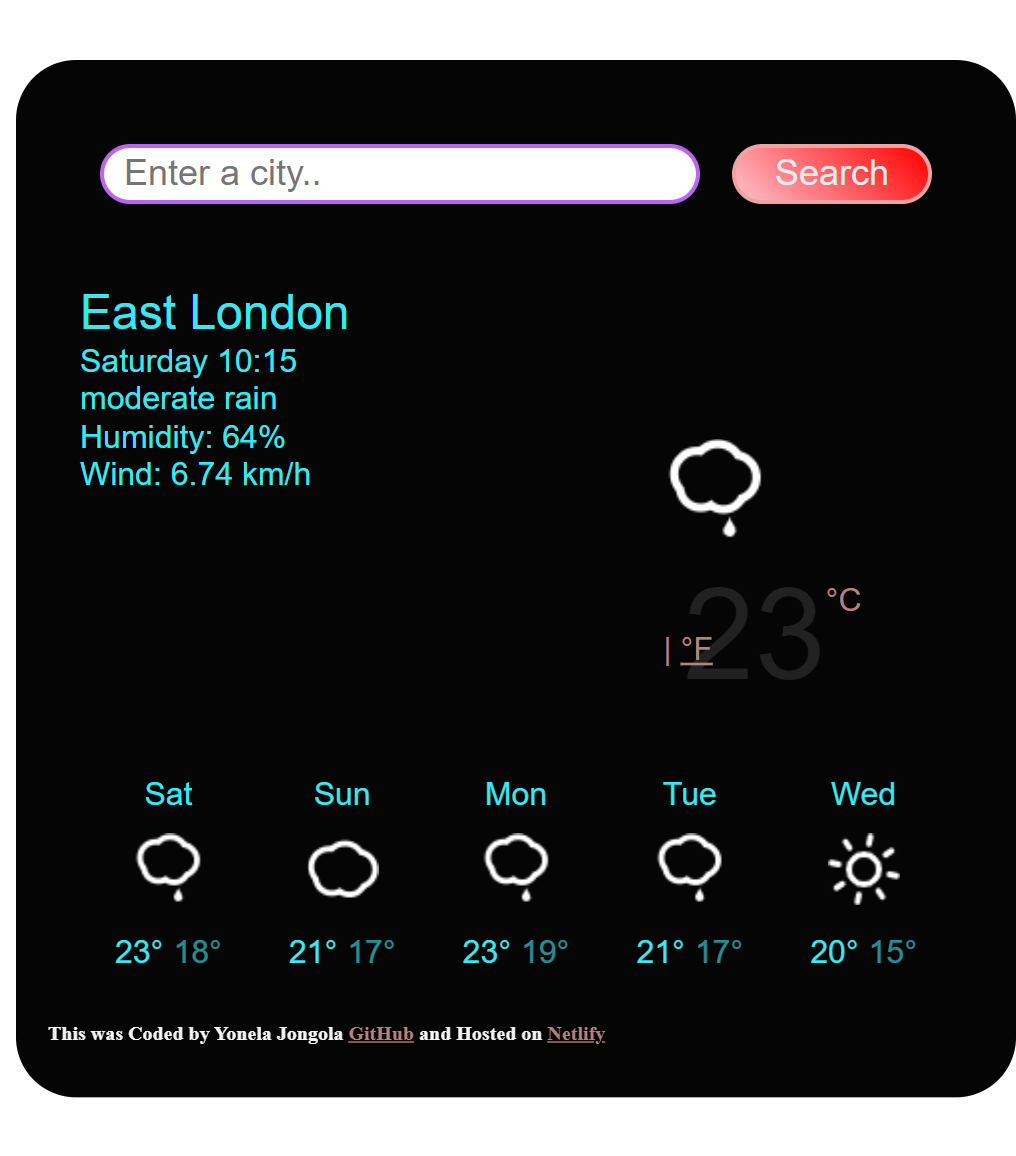 Enter a city..
Search
East London
Saturday 10:15
moderate rain
Humidity: 64%
Wind: 6.74 km/h
23 °C
| °F
Sat Sun Mon Tue Wed
23° 18° 21° 17° 23° 19° 21° 17° 20° 15°
This was Coded by Yonela Jongola GitHub and Hosted on Netlify